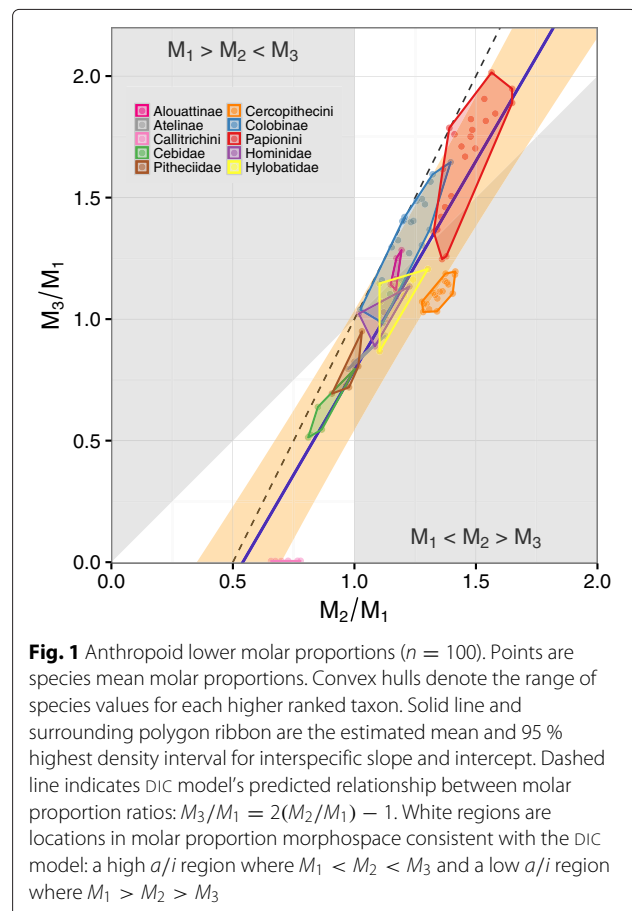 M₁ > M₂ < M₃
2.0
Alouattinae Cercopithecini
Atelinae Colobinae
Callitrichini Papionini
Cebidae Hominidae
Pitheciidae Hylobatidae
1.5
M₃/M₁
1.0
0.5
M₁ < M₂ > M₃
0.0
0.0 0.5 1.0 1.5 2.0
M₂/M₁
Fig. 1 Anthropoid lower molar proportions (n = 100). Points are
species mean molar proportions. Convex hulls denote the range of
species values for each higher ranked taxon. Solid line and
surrounding polygon ribbon are the estimated mean and 95 %
highest density interval for interspecific slope and intercept. Dashed
line indicates DIC model's predicted relationship between molar
proportion ratios: M₃/M₁ = 2(M₂/M₁) − 1. White regions are
locations in molar proportion morphospace consistent with the DIC
model: a high a/i region where M₁ < M₂ < M₃ and a low a/i region
where M₁ > M₂ > M₃